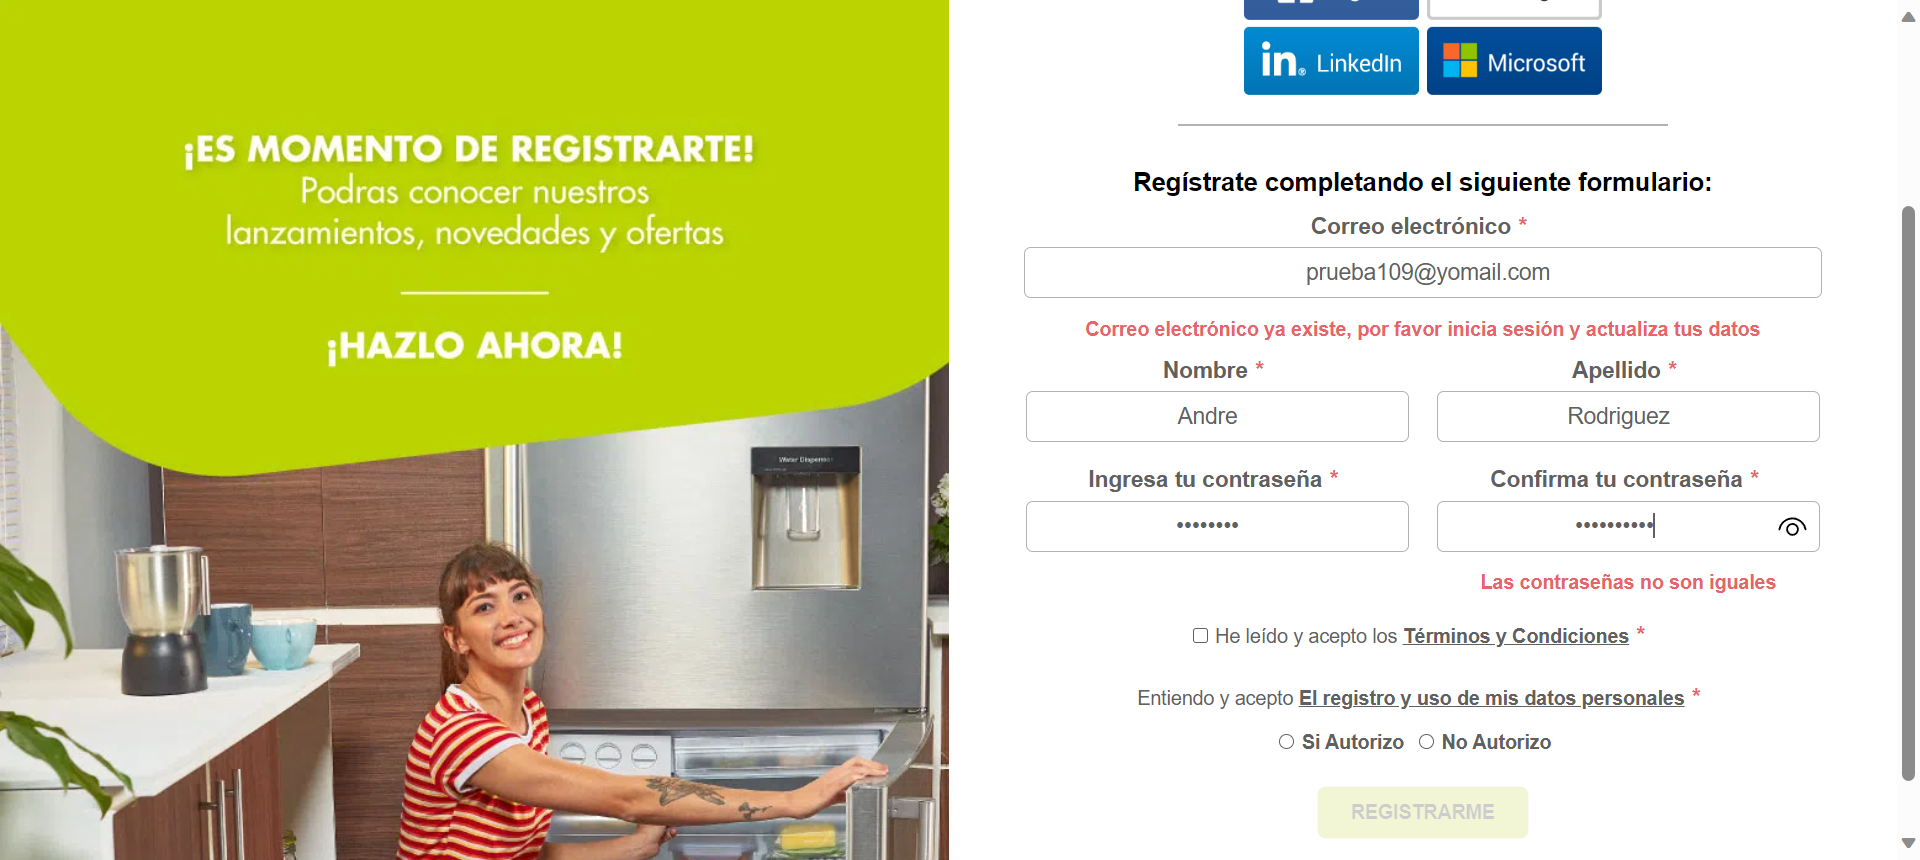 ¡ES MOMENTO DE REGISTRARTE!
Podras conocer nuestros
lanzamientos, novedades y ofertas
¡HAZLO AHORA!
Water Dispenser
in® LinkedIn
Microsoft
Regístrate completando el siguiente formulario:
Correo electrónico *
prueba109@yomail.com
Correo electrónico ya existe, por favor inicia sesión y actualiza tus datos
Nombre *
Apellido *
Andre
Rodriguez
Ingresa tu contraseña *
Confirma tu contraseña *
••••••••
••••••••••
Las contraseñas no son iguales
He leído y acepto los Términos y Condiciones *
Entiendo y acepto El registro y uso de mis datos personales *
Si Autorizo
No Autorizo
REGISTRARME